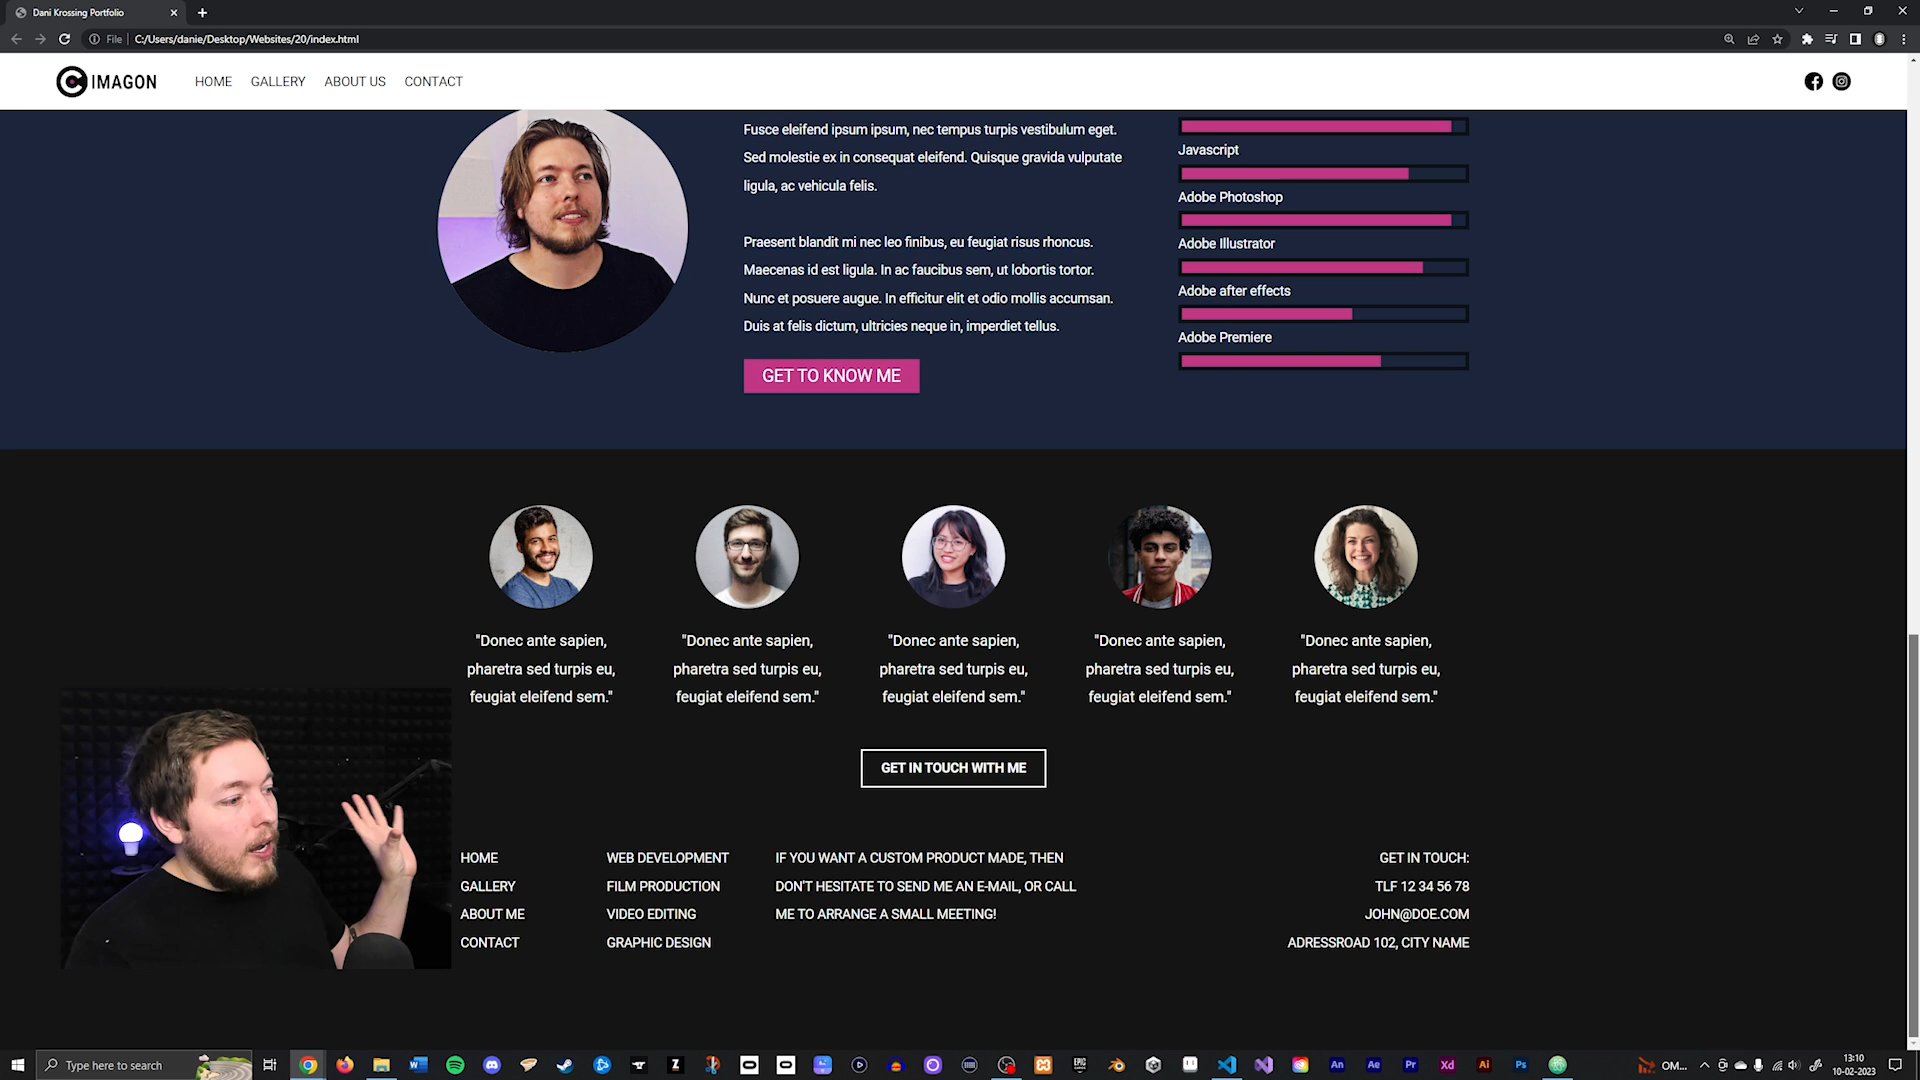 Dani Krossing Portfolio
File
C:/Users/danie/Desktop/Websites/20/index.html
IMAGON
HOME
GALLERY
ABOUT US
CONTACT
Fusce eleifend ipsum ipsum, nec tempus turpis vestibulum eget.
Sed molestie ex in consequat eleifend. Quisque gravida vulputate
ligula, ac vehicula felis.
Praesent blandit mi nec leo finibus, eu feugiat risus rhoncus.
Maecenas id est ligula. In ac faucibus sem, ut lobortis tortor.
Nunc et posuere augue. In efficitur elit et odio mollis accumsan.
Duis at felis dictum, ultricies neque in, imperdiet tellus.
GET TO KNOW ME
Javascript
Adobe Photoshop
Adobe Illustrator
Adobe after effects
Adobe Premiere
"Donec ante sapien,
pharetra sed turpis eu,
feugiat eleifend sem."
"Donec ante sapien,
pharetra sed turpis eu,
feugiat eleifend sem."
"Donec ante sapien,
pharetra sed turpis eu,
feugiat eleifend sem."
"Donec ante sapien,
pharetra sed turpis eu,
feugiat eleifend sem."
"Donec ante sapien,
pharetra sed turpis eu,
feugiat eleifend sem."
GET IN TOUCH WITH ME
HOME
GALLERY
ABOUT ME
CONTACT
WEB DEVELOPMENT
FILM PRODUCTION
VIDEO EDITING
GRAPHIC DESIGN
IF YOU WANT A CUSTOM PRODUCT MADE, THEN
DON'T HESITATE TO SEND ME AN E-MAIL, OR CALL
ME TO ARRANGE A SMALL MEETING!
GET IN TOUCH:
TLF 12 34 56 78
JOHN@DOE.COM
ADRESSROAD 102, CITY NAME
Type here to search
W
Z
EPIC
An
Ae
Pr
Xd
Ai
Ps
OM...
13:10
10-02-2023